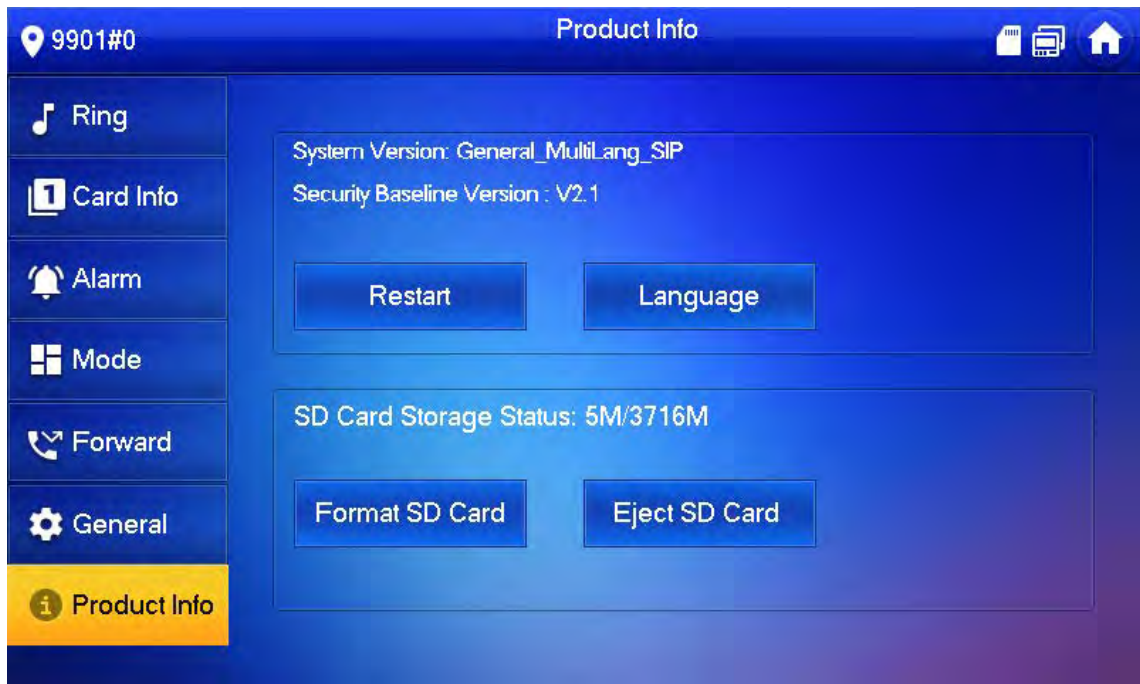 9901#0
Product Info
Ring
1 Card Info
Alarm
Mode
Forward
General
Product Info
System Version: General_MultiLang_SIP
Security Baseline Version : V2.1
Restart
Language
SD Card Storage Status: 5M/3716M
Format SD Card
Eject SD Card